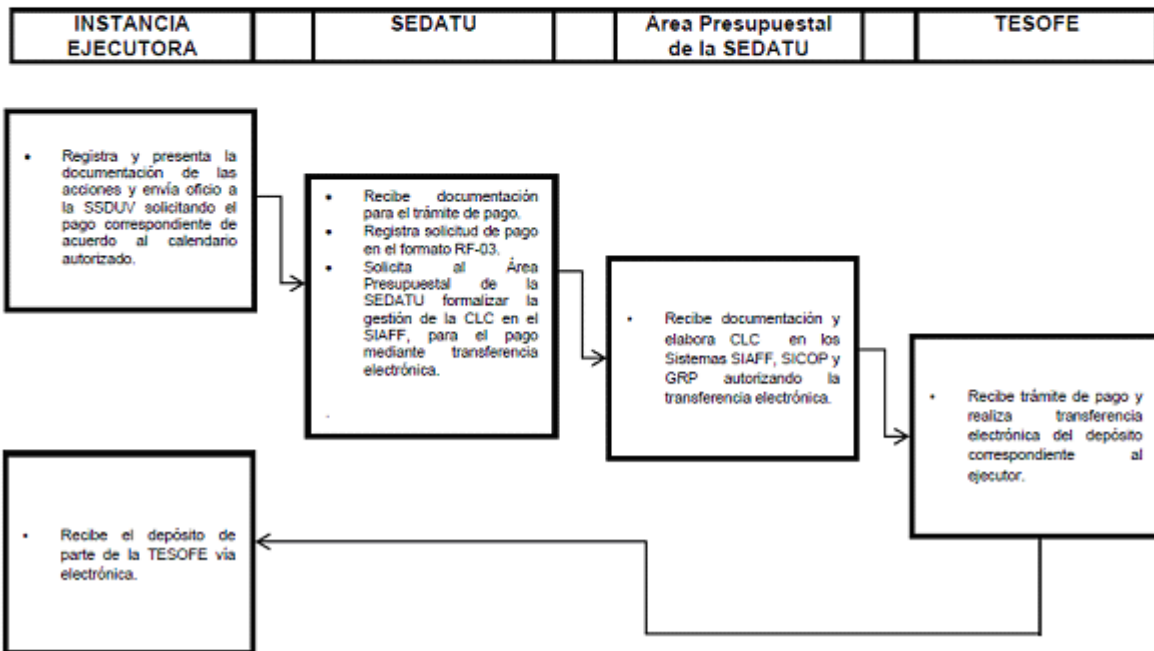 INSTANCIA
EJECUTORA
SEDATU
Área Presupuestal
de la SEDATU
TESOFE
• Registra y presenta la
documentación de las
acciones y envía oficio a
la SSDUV solicitando el
pago correspondiente de
acuerdo al calendario
autorizado.
• Recibe documentación
para el trámite de pago.
• Registra solicitud de pago
en el formato RF-03.
• Solicita al Área
Presupuestal de la
SEDATU formalizar la
gestión de la CLC en el
SIAFF, para el pago
mediante transferencia
electrónica.
.
• Recibe documentación y
elabora CLC en los
Sistemas SIAFF, SICOP y
GRP autorizando la
transferencia electrónica.
• Recibe trámite de pago y
realiza transferencia
electrónica del depósito
correspondiente al
ejecutor.
• Recibe el depósito de
parte de la TESOFE vía
electrónica.